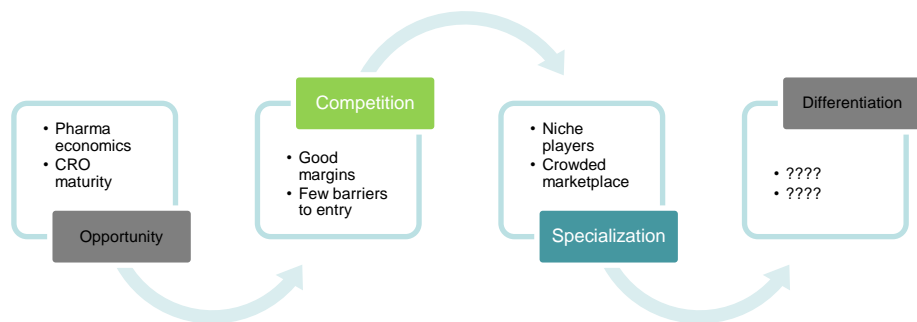 • Pharma
economics
• CRO
maturity
Opportunity
Competition
• Good
margins
• Few barriers
to entry
• Niche
players
• Crowded
marketplace
Specialization
Differentiation
• ????
• ????